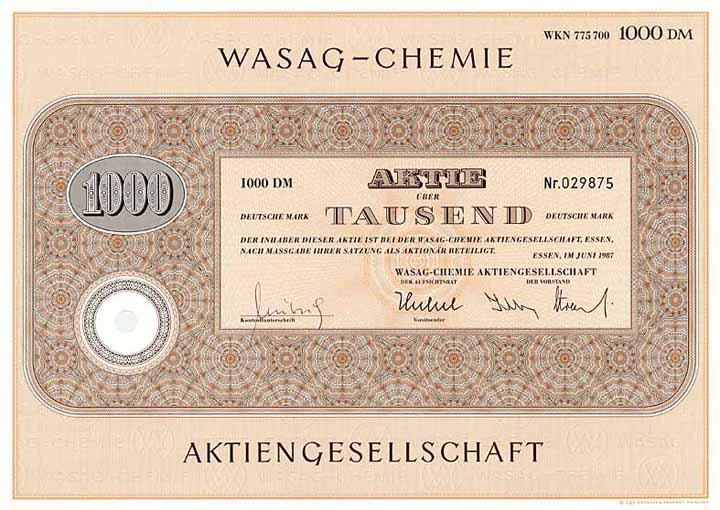 WKN 775700 1000 DM
WASAG-CHEMIE
1000
1000 DM
AKTIE
Nr. 029875
ÜBER
DEUTSCHE MARK TAUSEND DEUTSCHE MARK
DER INHABER DIESER AKTIE IST BEI DER WASAG-CHEMIE AKTIENGESELLSCHAFT, ESSEN,
NACH MASSGABE IHRER SATZUNG ALS AKTIONÄR BETEILIGT.
ESSEN, IM JUNI 1987
WASAG-CHEMIE AKTIENGESELLSCHAFT
DER AUFSICHTSRAT DER VORSTAND
Kontrollunterschrift Vorsitzender
AKTIENGESELLSCHAFT